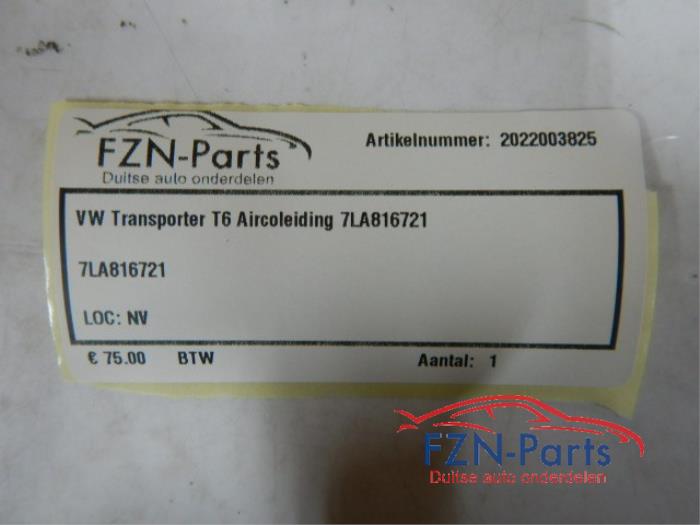 FZN-Parts
Duitse auto onderdelen
Artikelnummer: 2022003825
VW Transporter T6 Aircoleiding 7LA816721
7LA816721
LOC: NV
€ 75.00 BTW Aantal: 1
FZN-Parts
Duitse auto onderdelen